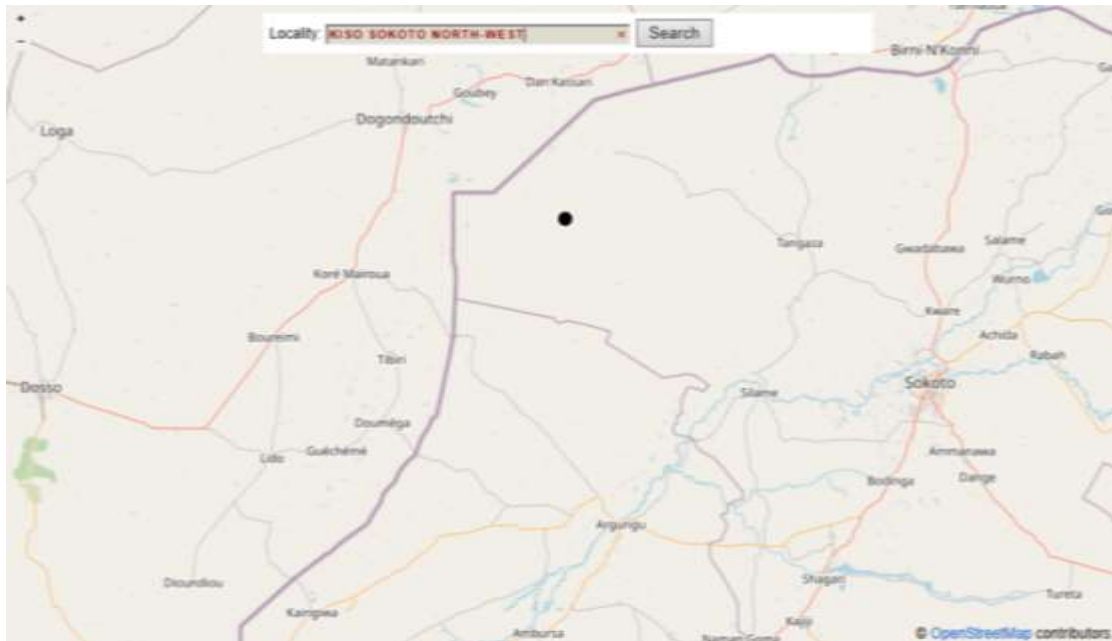 +
-
Locality: KISO SOKOTO NORTH-WEST × Search
Birni-N'Konni
Matankari
Dan Kassari
Goubey
Dogondoutchi
Loga
Tangaza
Salame
Gwadabawa
Koré Mairoua
Wurno
Kware
Boureimi
Achida
Tibiri
Rabah
Dosso
Sokoto
Silame
Douméga
Guéchémé
Lido
Ammanawa
Bodinga
Dange
Argungu
Dioundiou
Shagari
Tureta
Kaingiwa
Kajiji
Ambursa
© OpenStreetMap contributors